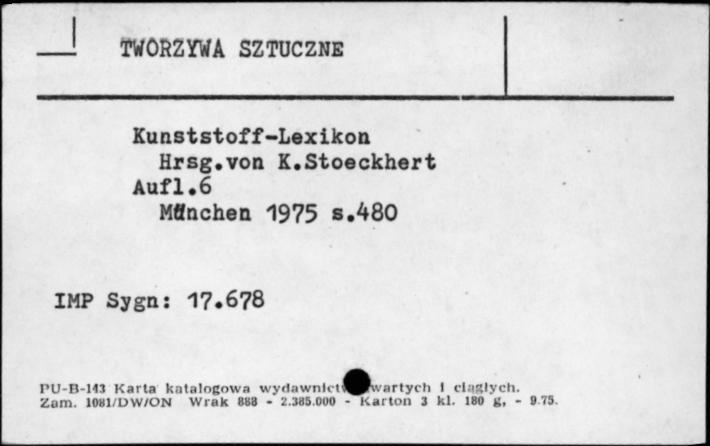 TWORZYWA SZTUCZNE
Kunststoff-Lexikon
Hrsg.von K.Stoeckhert
Aufl.6
München 1975 s.480
IMP Sygn: 17.678
PU-B-143 Karta katalogowa wydawnictw zwartych i ciągłych.
Zam. 1081/DW/ON Wrak 888 - 2.385.000 - Karton 3 kl. 180 g, - 9.75.